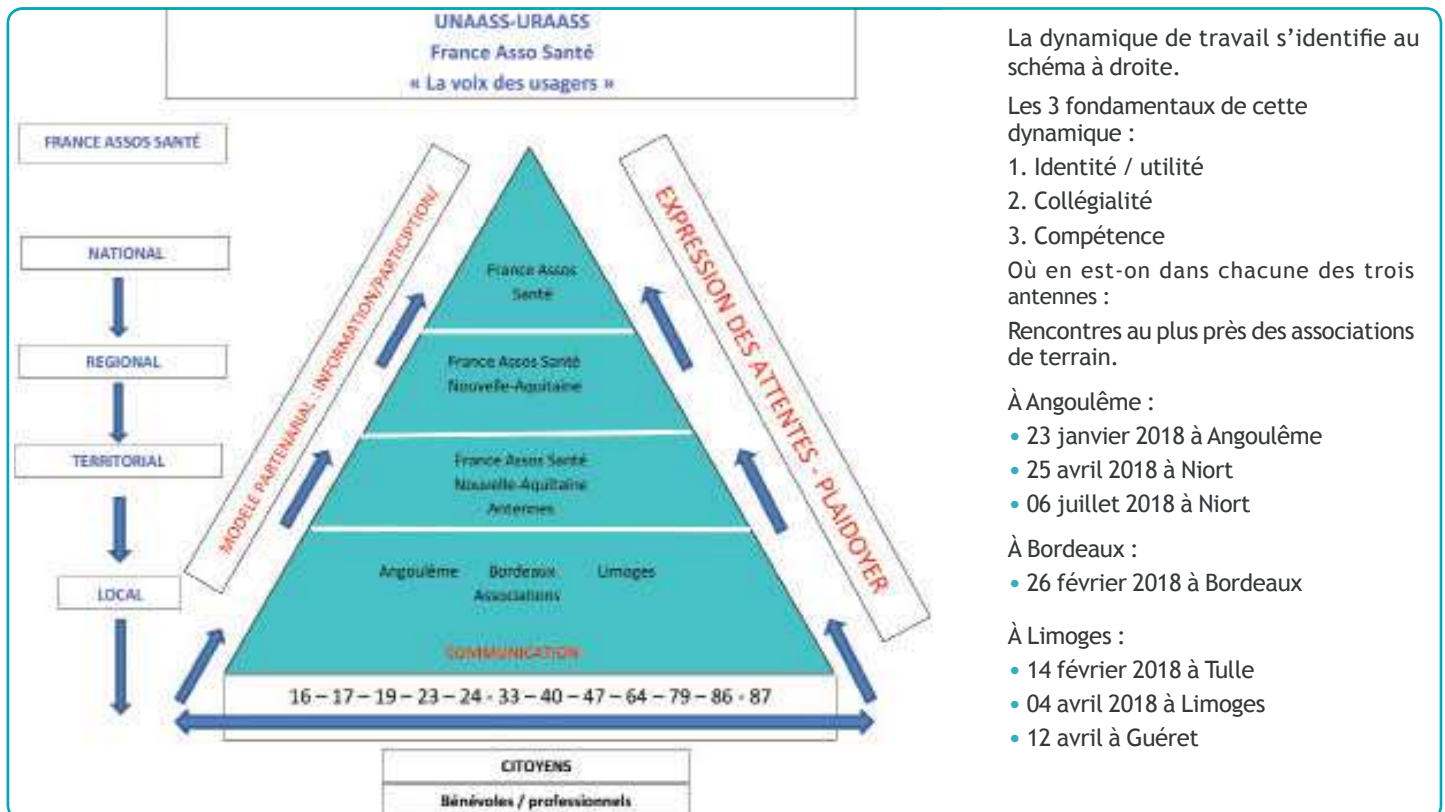 UNAASS-URAASS
France Asso Santé
« La voix des usagers »
FRANCE ASSOS SANTÉ
NATIONAL
REGIONAL
TERRITORIAL
LOCAL
MODELE PARTENARIAL : INFORMATION/PARTICIPTION/
EXPRESSION DES ATTENTES - PLAIDOYER
France Assos
Santé
France Assos Santé
Nouvelle-Aquitaine
France Assos Santé
Nouvelle-Aquitaine
Antennes
Angoulême Bordeaux Limoges
Associations
COMMUNICATION
16 – 17 – 19 – 23 – 24 - 33 – 40 – 47 – 64 – 79 – 86 - 87
CITOYENS
Bénévoles / professionnels
La dynamique de travail s’identifie au
schéma à droite.
Les 3 fondamentaux de cette
dynamique :
1. Identité / utilité
2. Collégialité
3. Compétence
Où en est-on dans chacune des trois
antennes :
Rencontres au plus près des associations
de terrain.
À Angoulême :
• 23 janvier 2018 à Angoulême
• 25 avril 2018 à Niort
• 06 juillet 2018 à Niort
À Bordeaux :
• 26 février 2018 à Bordeaux
À Limoges :
• 14 février 2018 à Tulle
• 04 avril 2018 à Limoges
• 12 avril à Guéret